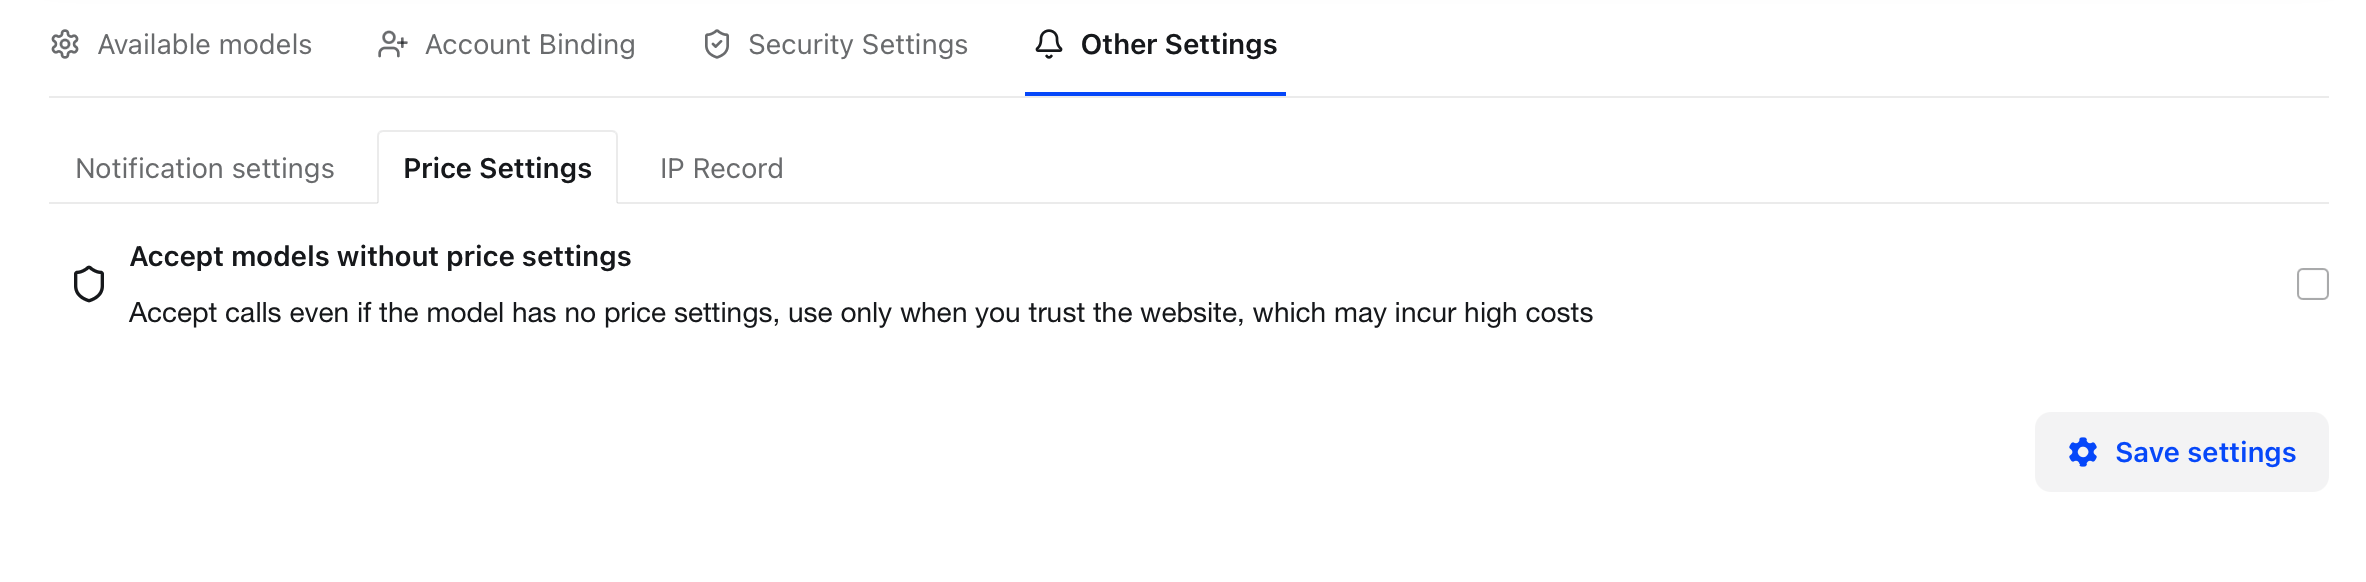 Available models
Account Binding
Security Settings
Other Settings
Notification settings
Price Settings
IP Record
Accept models without price settings
Accept calls even if the model has no price settings, use only when you trust the website, which may incur high costs
Save settings